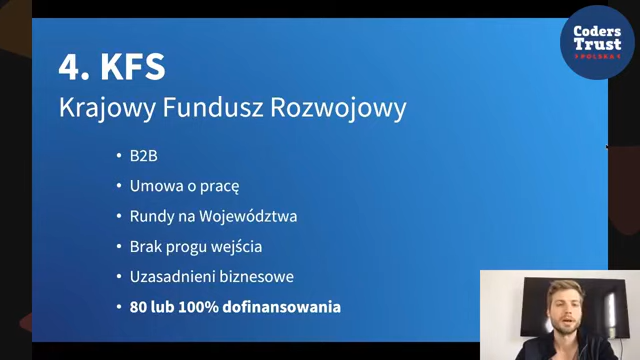 4. KFS
Krajowy Fundusz Rozwojowy
• B2B
• Umowa o pracę
• Rundy na Województwa
• Brak progu wejścia
• Uzasadnieni biznesowe
• 80 lub 100% dofinansowania
Coders
Trust
POLSKA